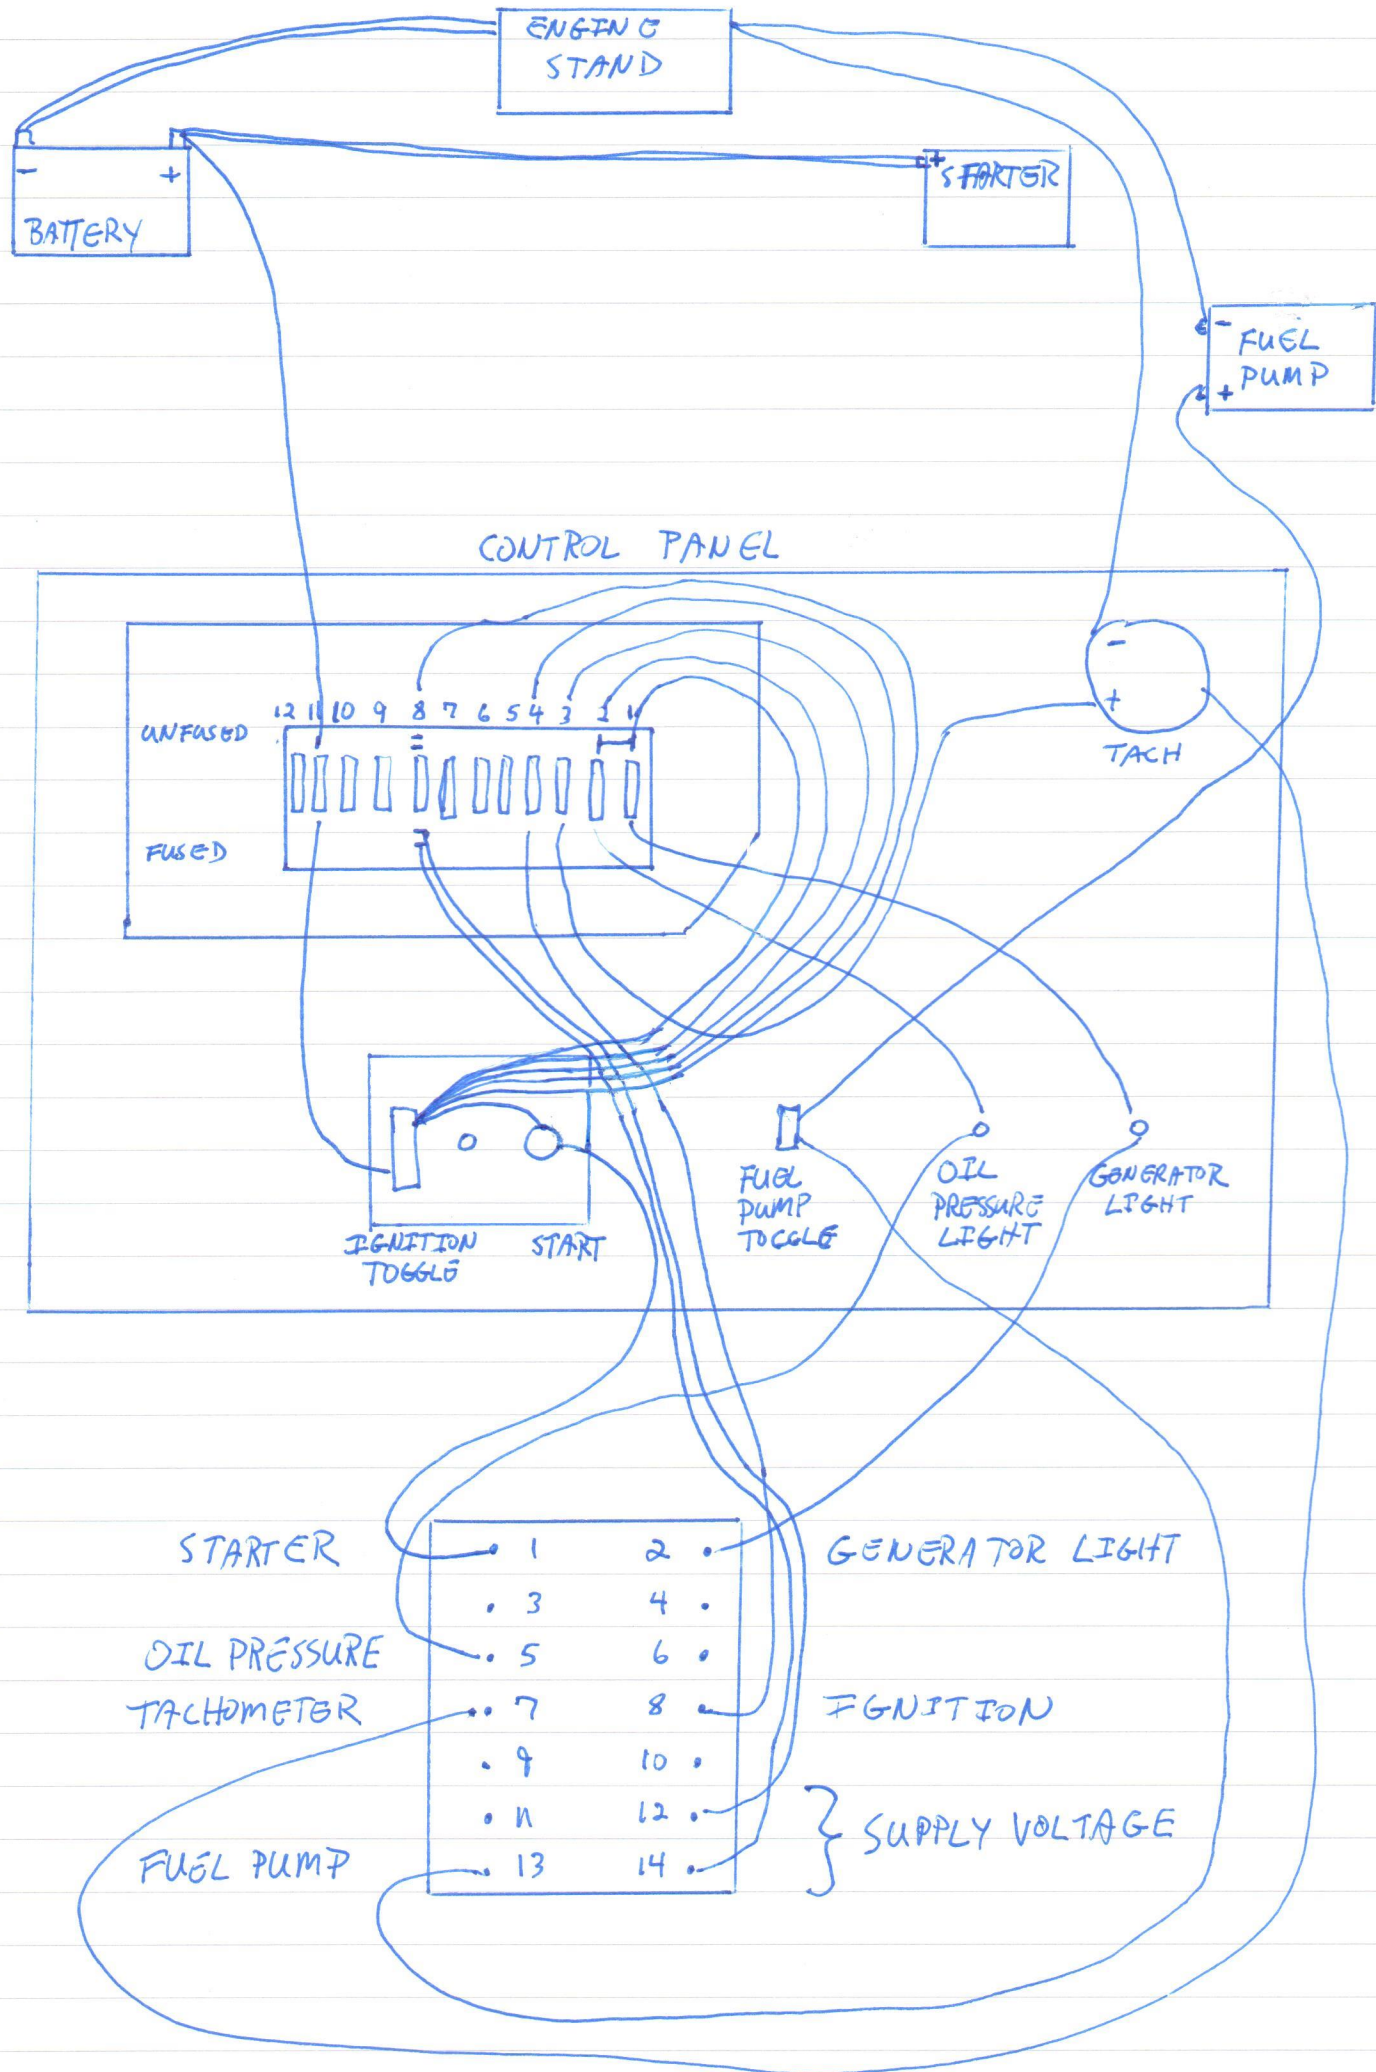 ENGINE
STAND
- +
BATTERY
+
STARTER
- FUEL
PUMP
+
CONTROL PANEL
-
+
TACH
12 11 10 9 8 7 6 5 4 3 2 1
UNFUSED
FUSED
IGNITION
TOGGLE
START
FUEL
PUMP
TOGGLE
OIL
PRESSURE
LIGHT
GENERATOR
LIGHT
STARTER 1 2 GENERATOR LIGHT
3 4
OIL PRESSURE 5 6
TACHOMETER 7 8 IGNITION
9 10
11 12
SUPPLY VOLTAGE
FUEL PUMP 13 14